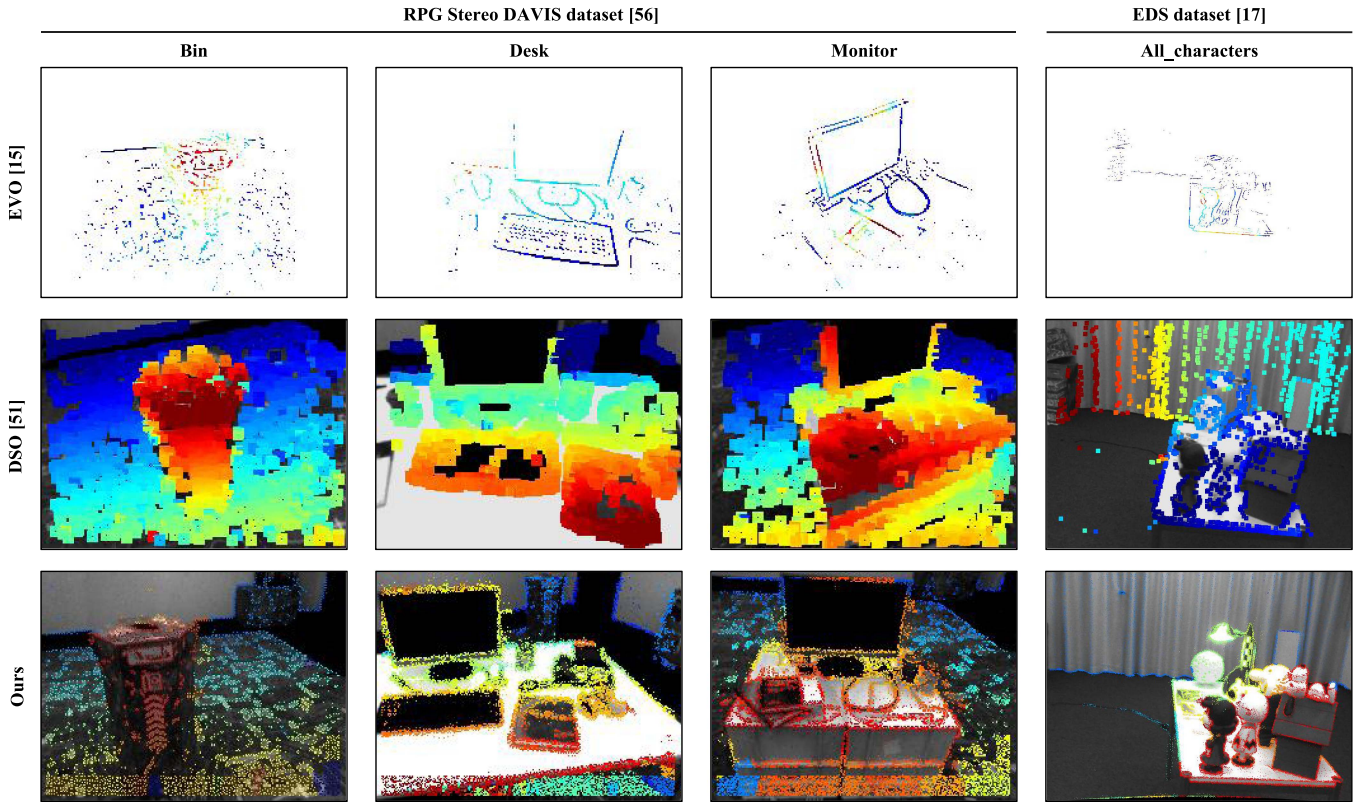 RPG Stereo DAVIS dataset [56]
EDS dataset [17]
Bin
Desk
Monitor
All_characters
EVO [15]
DSO [51]
Ours